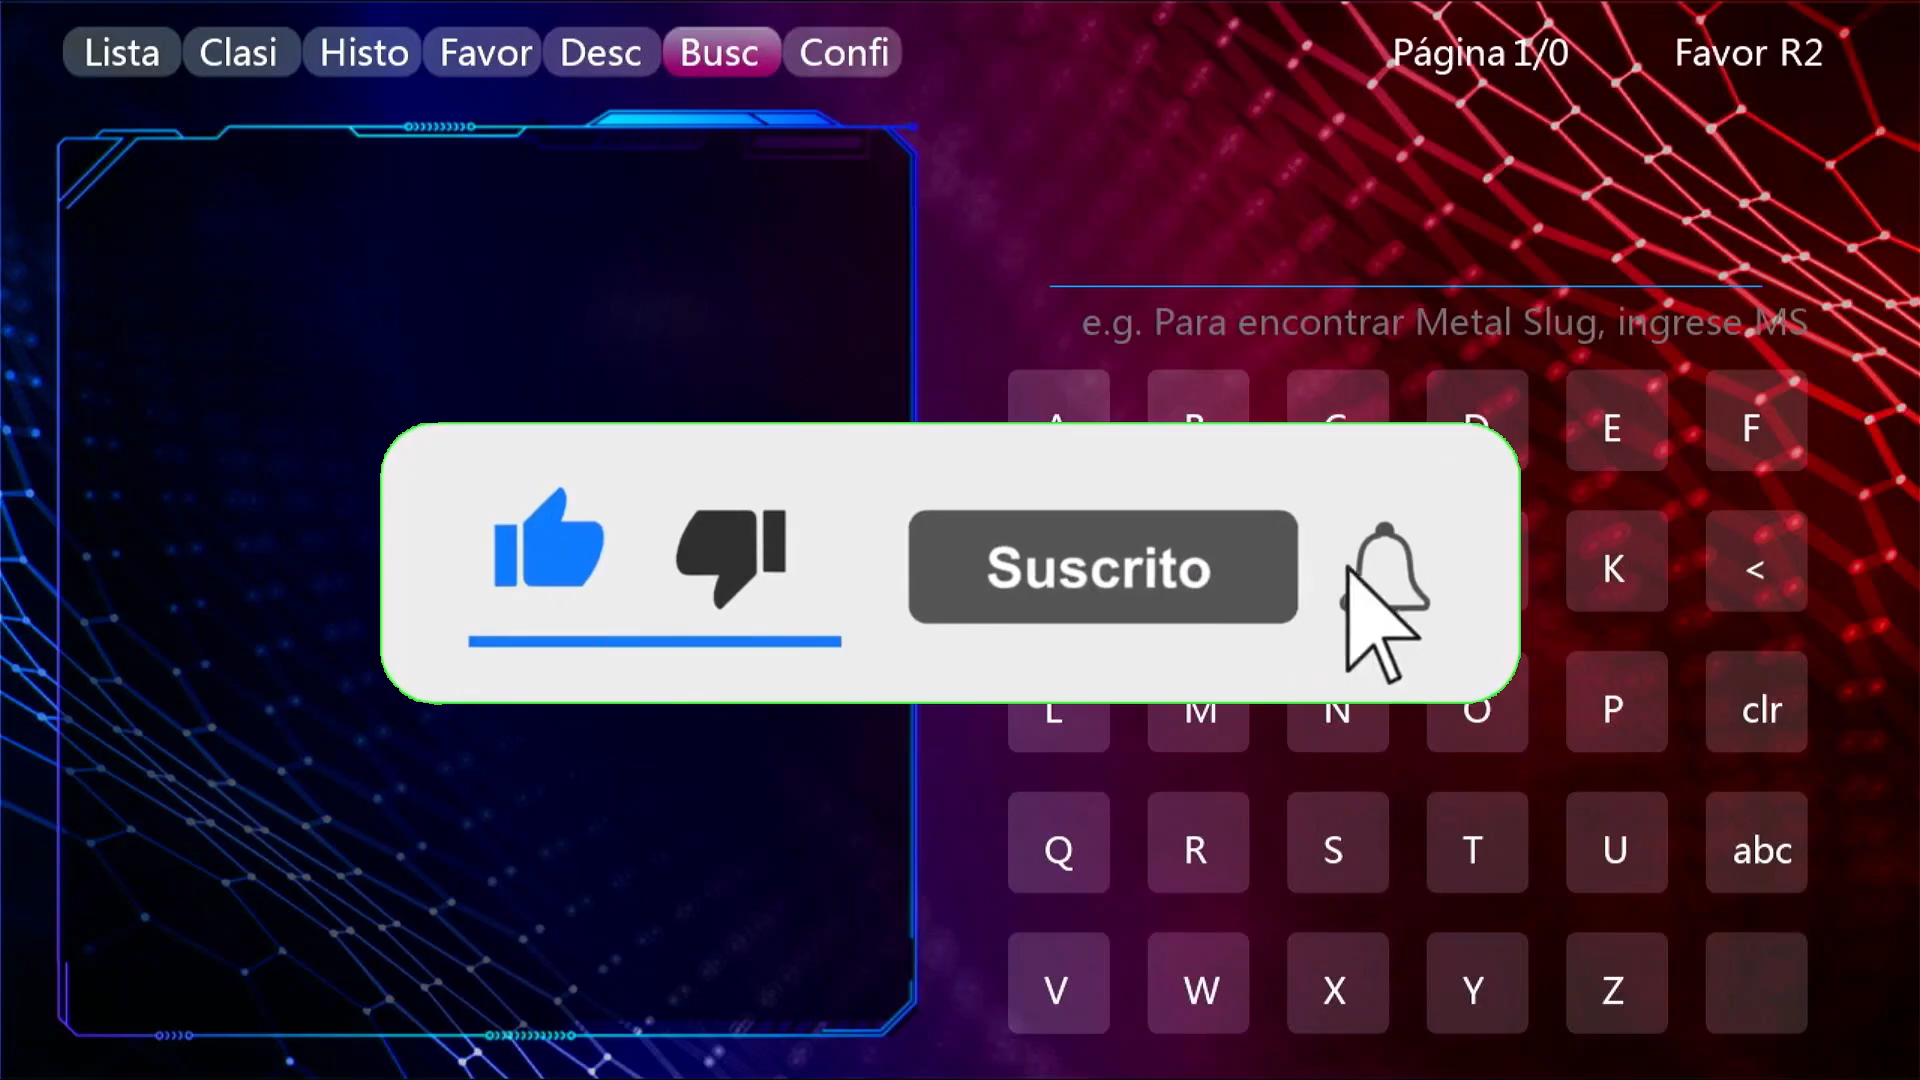 Lista Clasi Histo Favor Desc Busc Confi Página 1/0 Favor R2
e.g. Para encontrar Metal Slug, ingrese MS
A B C D E F
Suscrito K <
L M N O P clr
Q R S T U abc
V W X Y Z